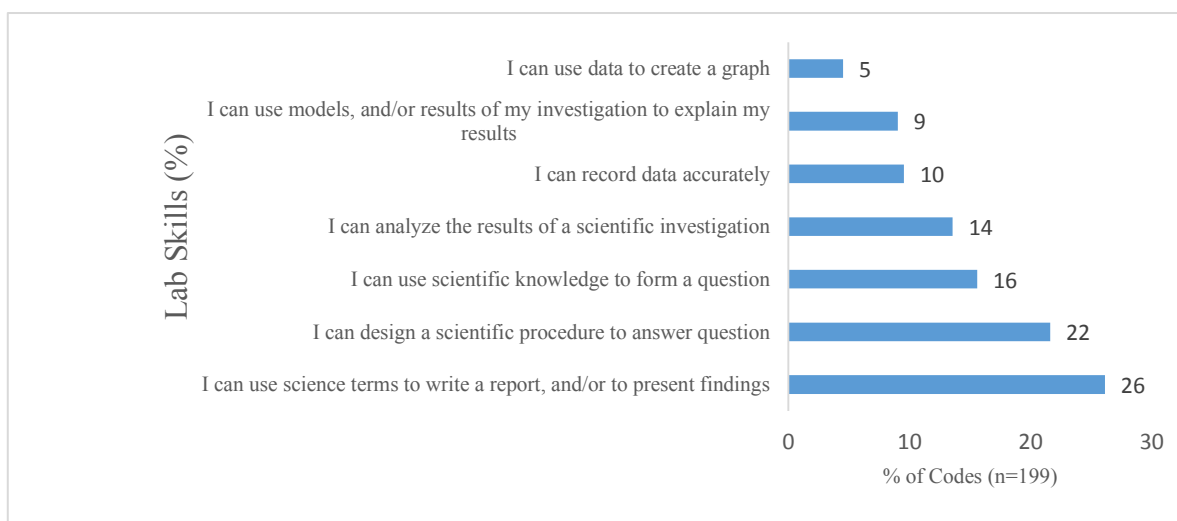 Lab Skills (%)
I can use data to create a graph
5
I can use models, and/or results of my investigation to explain my
results
9
I can record data accurately
10
I can analyze the results of a scientific investigation
14
I can use scientific knowledge to form a question
16
I can design a scientific procedure to answer question
22
I can use science terms to write a report, and/or to present findings
26
0 10 20 30
% of Codes (n=199)